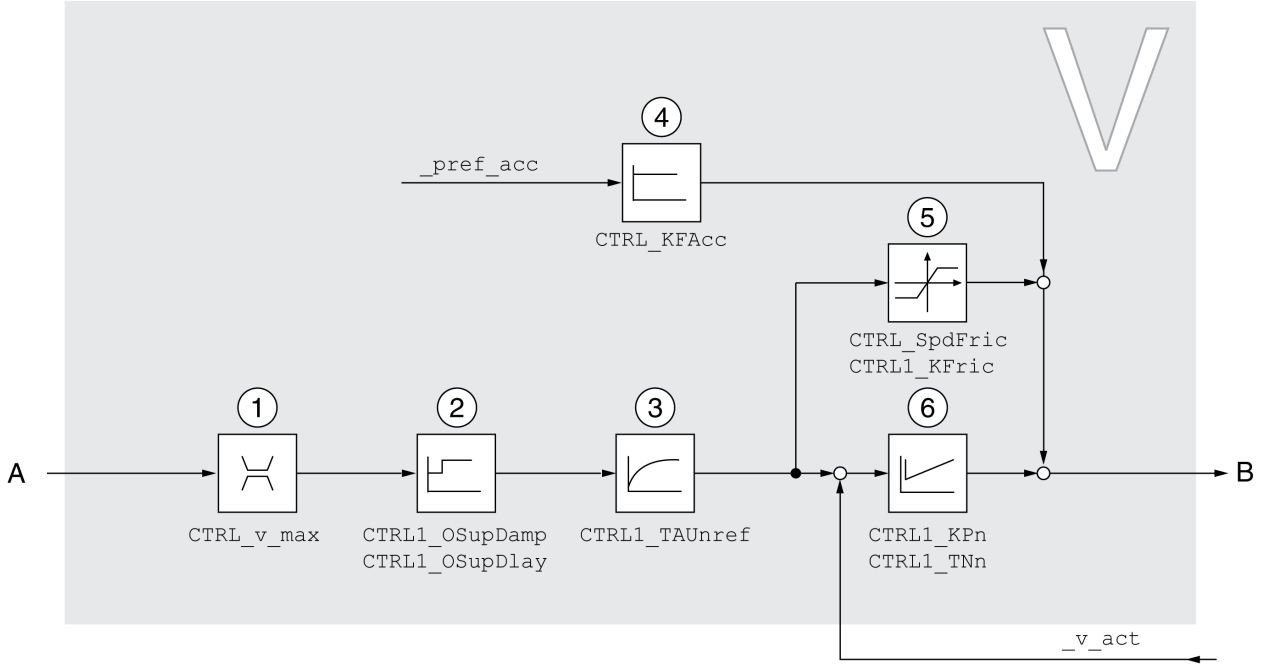 V
4
_pref_acc
CTRL_KFAcc
5
CTRL_SpdFric
CTRL1_KFric
1
2
3
6
A
B
CTRL_v_max
CTRL1_OSupDamp
CTRL1_OSupDlay
CTRL1_TAUnref
CTRL1_KPn
CTRL1_TNn
_v_act